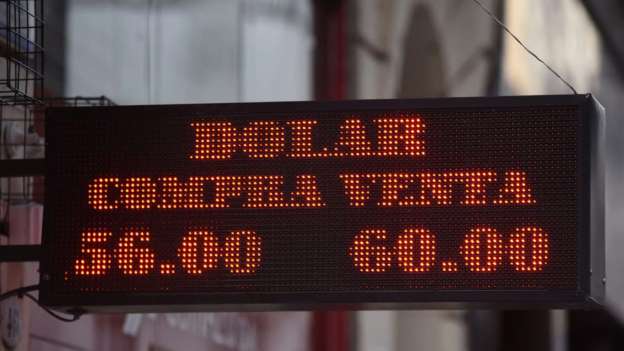 DOLAR
COMPRA VENTA
56.00 60.00